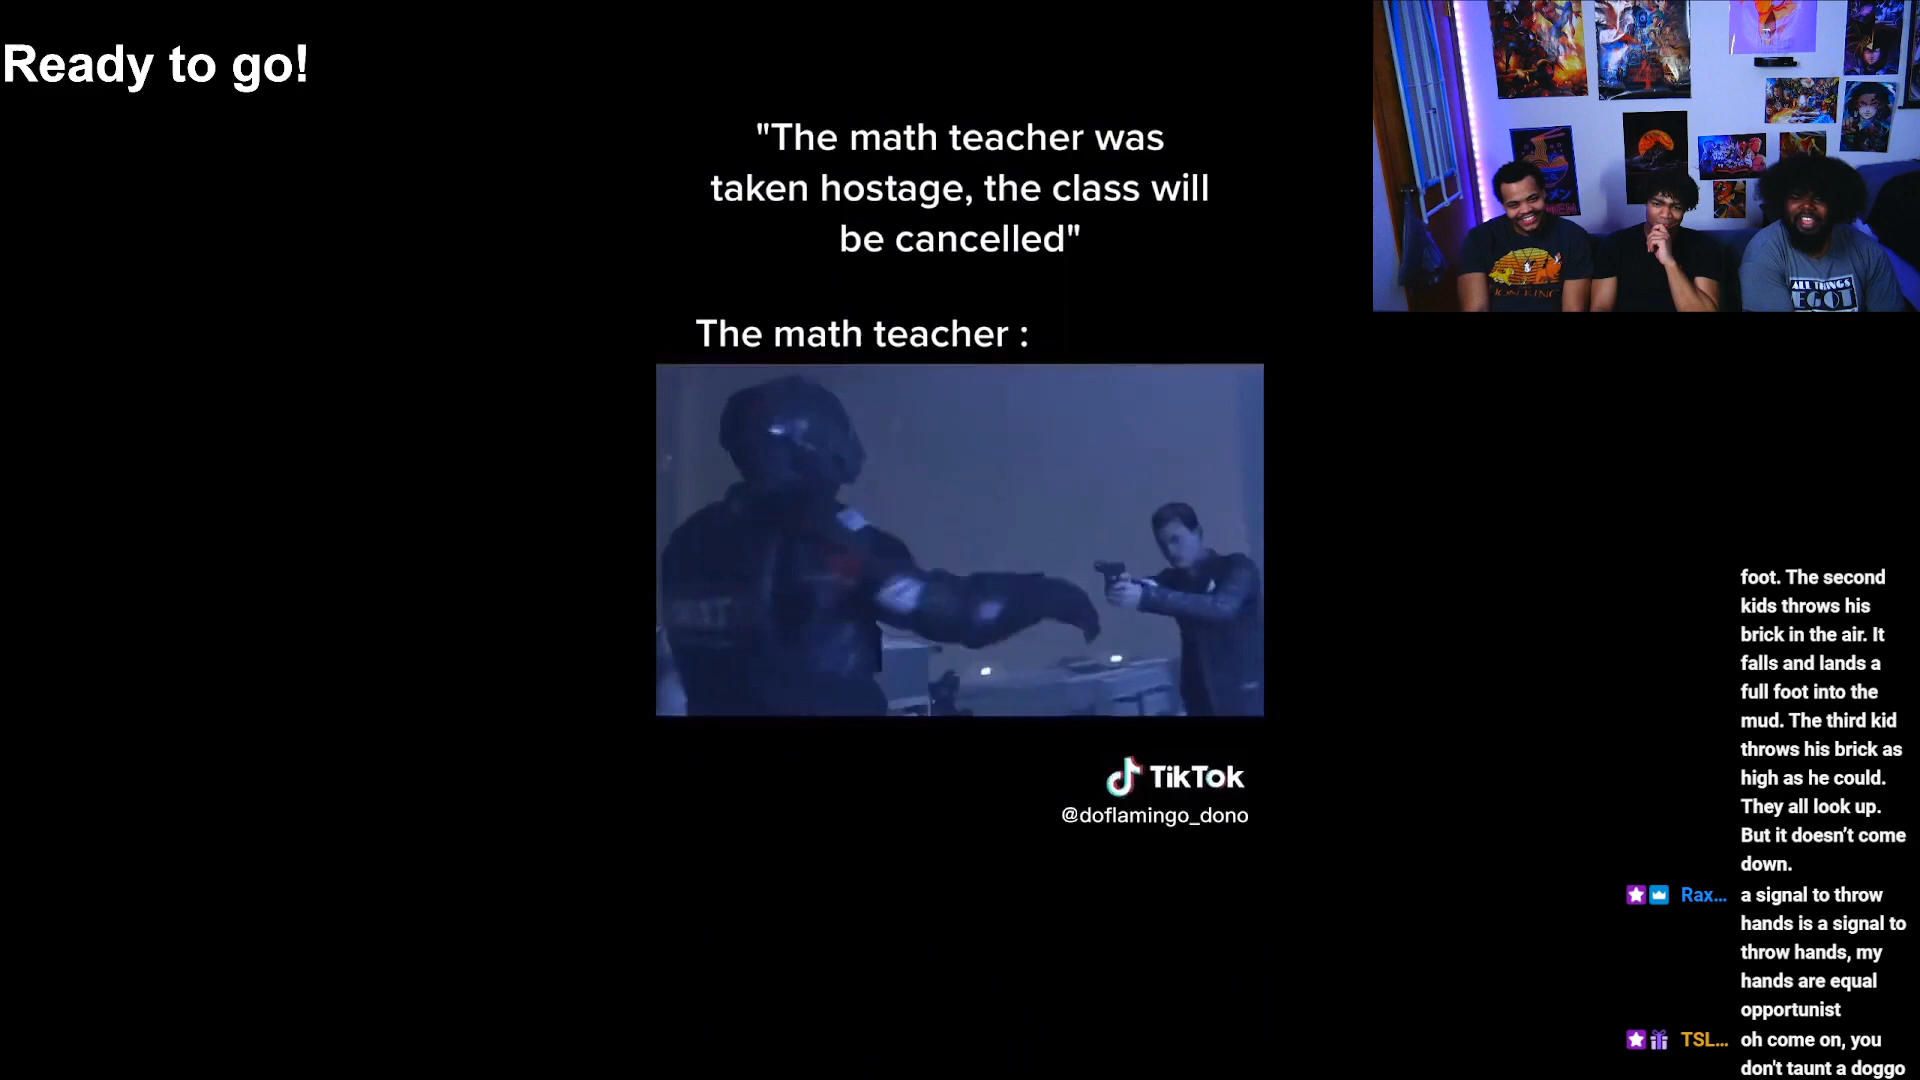 Ready to go!
"The math teacher was
taken hostage, the class will
be cancelled"
The math teacher :
TikTok
@doflamingo_dono
ALL THINGS
EGOT
foot. The second
kids throws his
brick in the air. It
falls and lands a
full foot into the
mud. The third kid
throws his brick as
high as he could.
They all look up.
But it doesn’t come
down.
Rax... a signal to throw
hands is a signal to
throw hands, my
hands are equal
opportunist
TSL... oh come on, you
don't taunt a doggo